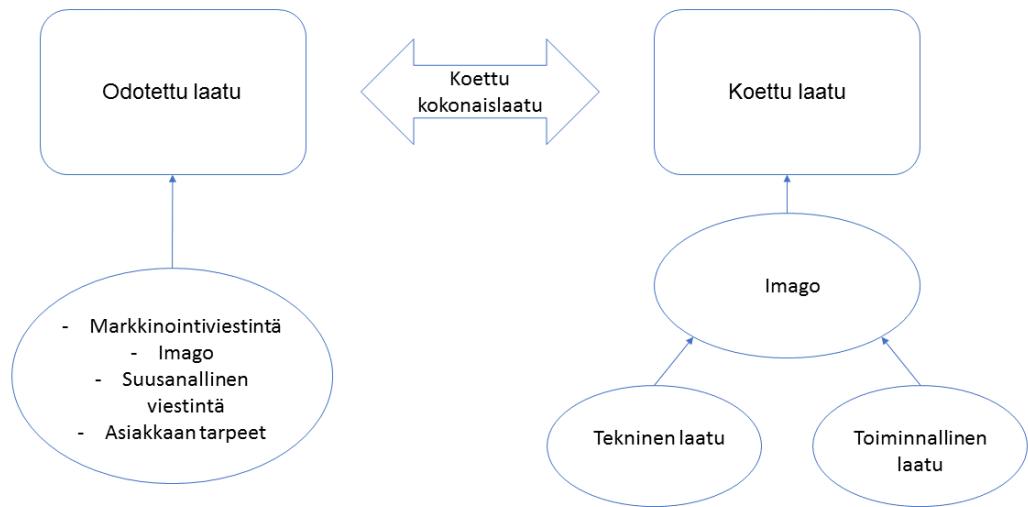 Odotettu laatu
Koettu
kokonaislaatu
Koettu laatu
Imago
- Markkinointiviestintä
- Imago
- Suusanallinen
viestintä
- Asiakkaan tarpeet
Tekninen laatu
Toiminnallinen
laatu